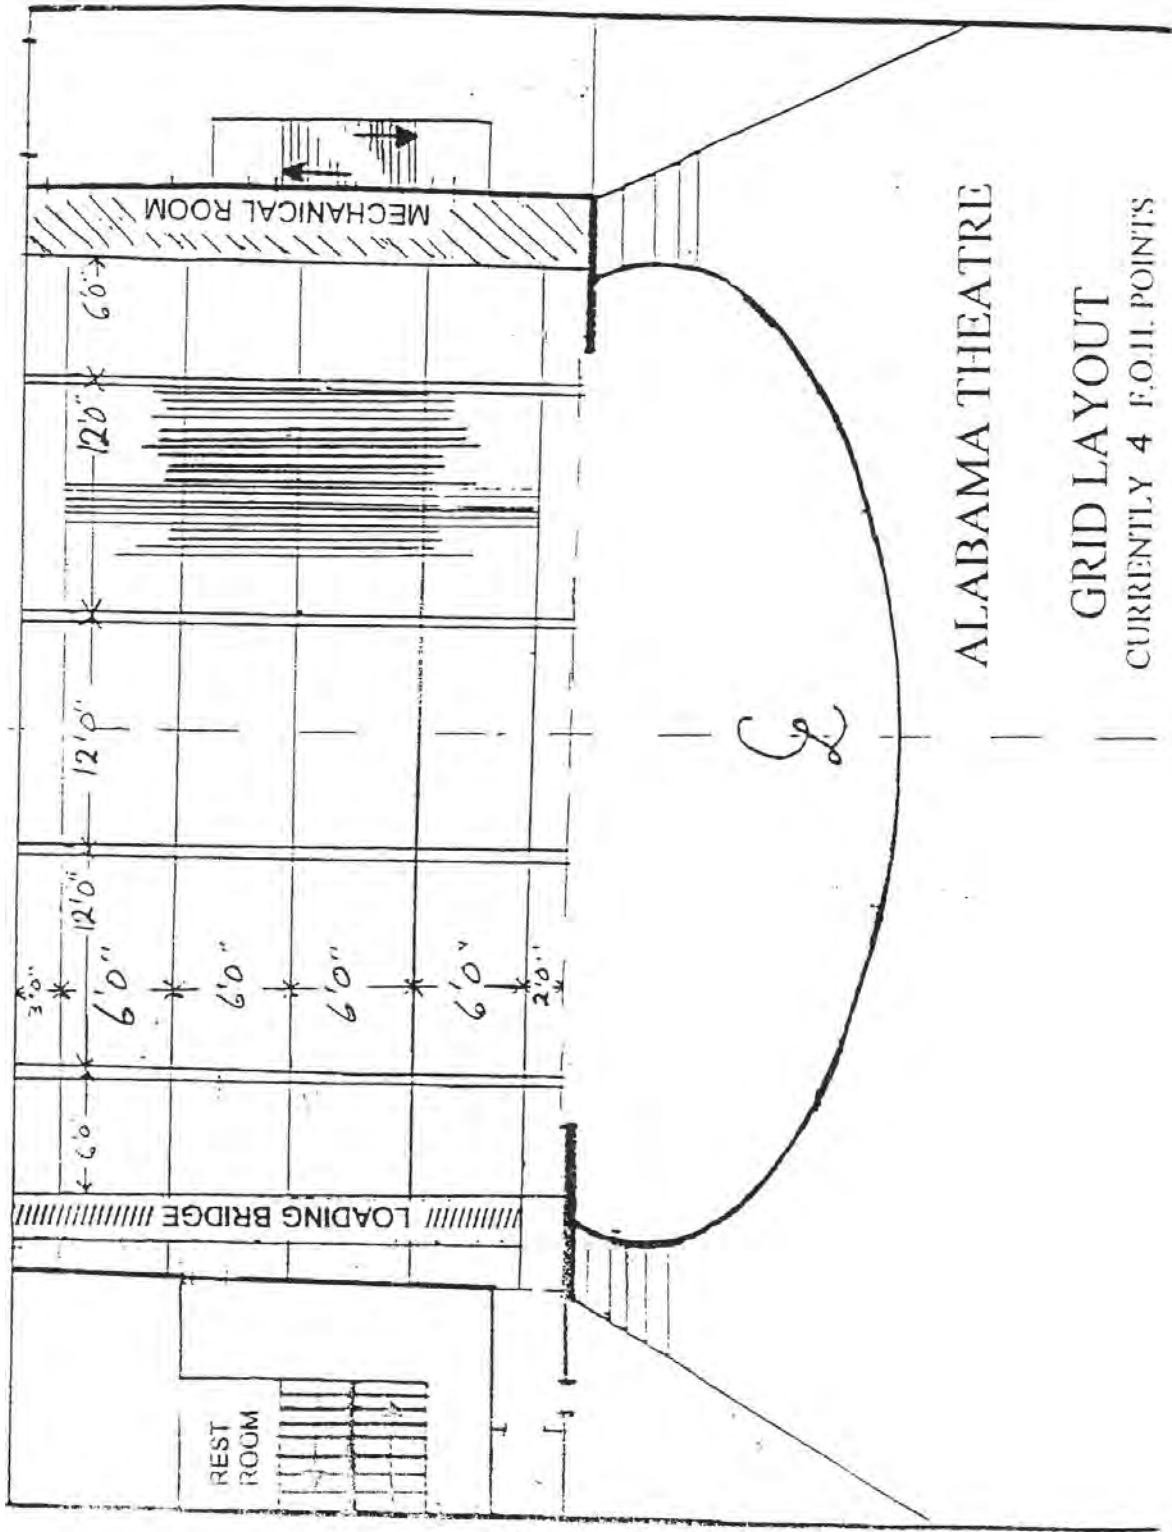 ALABAMA THEATRE
GRID LAYOUT
CURRENTLY 4 F.O.H. POINTS
MECHANICAL ROOM
6'0"
12'0"
12'0"
12'0"
6'0"
3'0"
6'0"
6'0"
6'0"
6'0"
2'0"
LOADING BRIDGE
REST
ROOM
CL